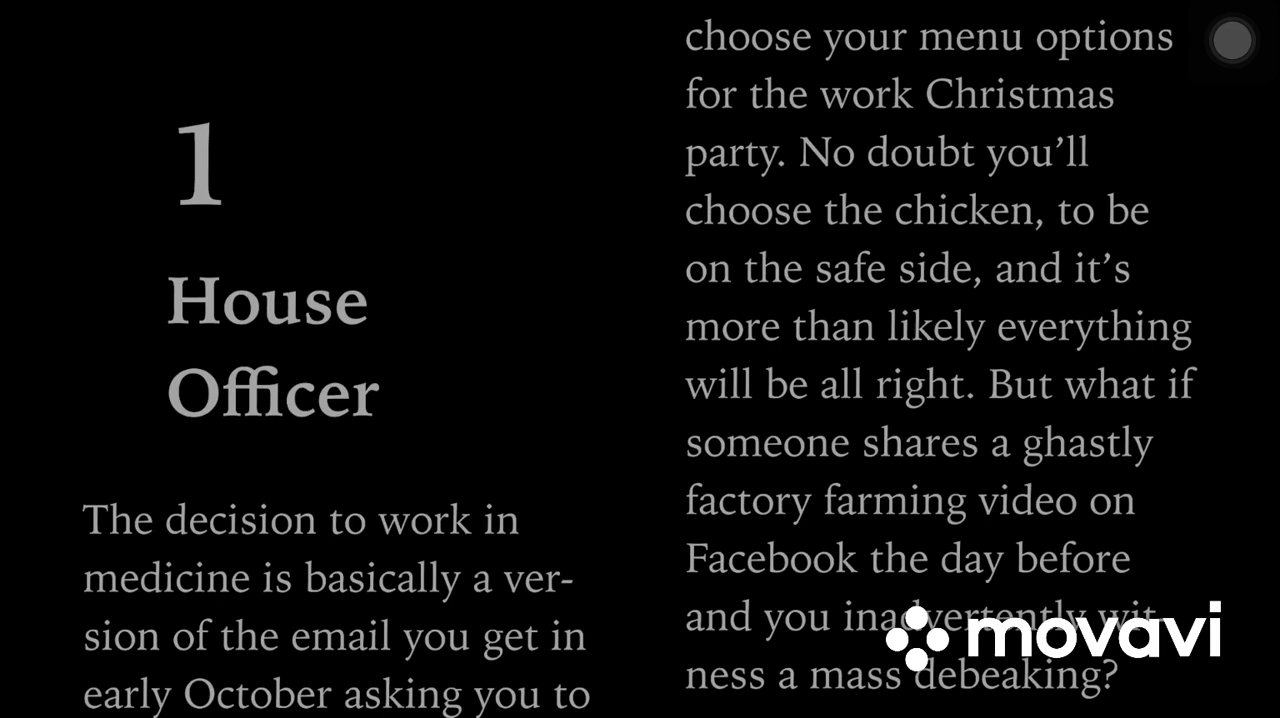 1
House
Officer
The decision to work in
medicine is basically a ver-
sion of the email you get in
early October asking you to
choose your menu options
for the work Christmas
party. No doubt you’ll
choose the chicken, to be
on the safe side, and it’s
more than likely everything
will be all right. But what if
someone shares a ghastly
factory farming video on
Facebook the day before
and you inadvertently wit-
ness a mass debeaking?
movavi